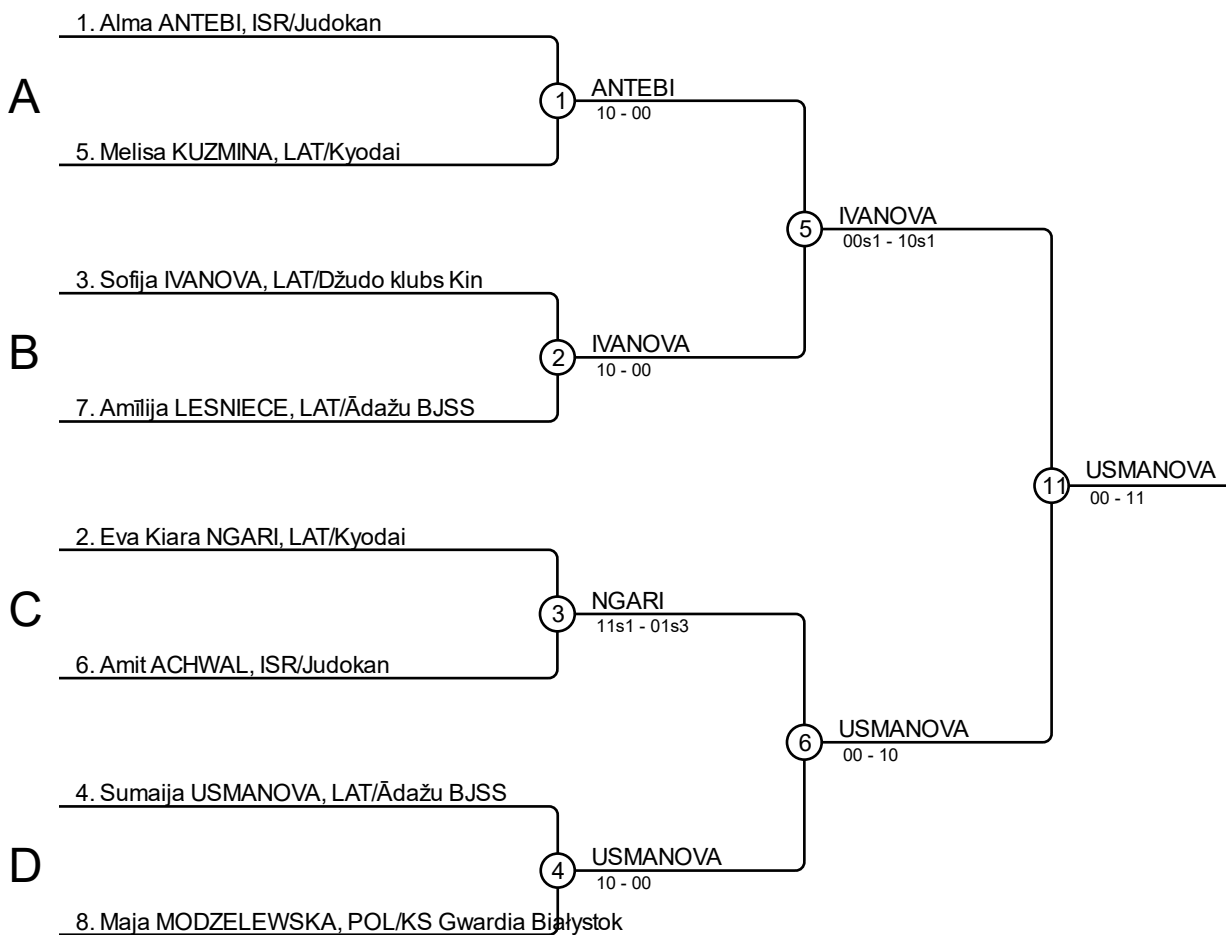 1. Alma ANTEBI, ISR/Judokan
A
1
ANTEBI
10 - 00
5. Melisa KUZMINA, LAT/Kyodai
5
IVANOVA
00s1 - 10s1
3. Sofija IVANOVA, LAT/Džudo klubs Kin
B
2
IVANOVA
10 - 00
7. Amīlija LESNIECE, LAT/Ādažu BJSS
11
USMANOVA
00 - 11
2. Eva Kiara NGARI, LAT/Kyodai
C
3
NGARI
11s1 - 01s3
6. Amit ACHWAL, ISR/Judokan
6
USMANOVA
00 - 10
4. Sumaija USMANOVA, LAT/Ādažu BJSS
D
4
USMANOVA
10 - 00
8. Maja MODZELEWSKA, POL/KS Gwardia Białystok